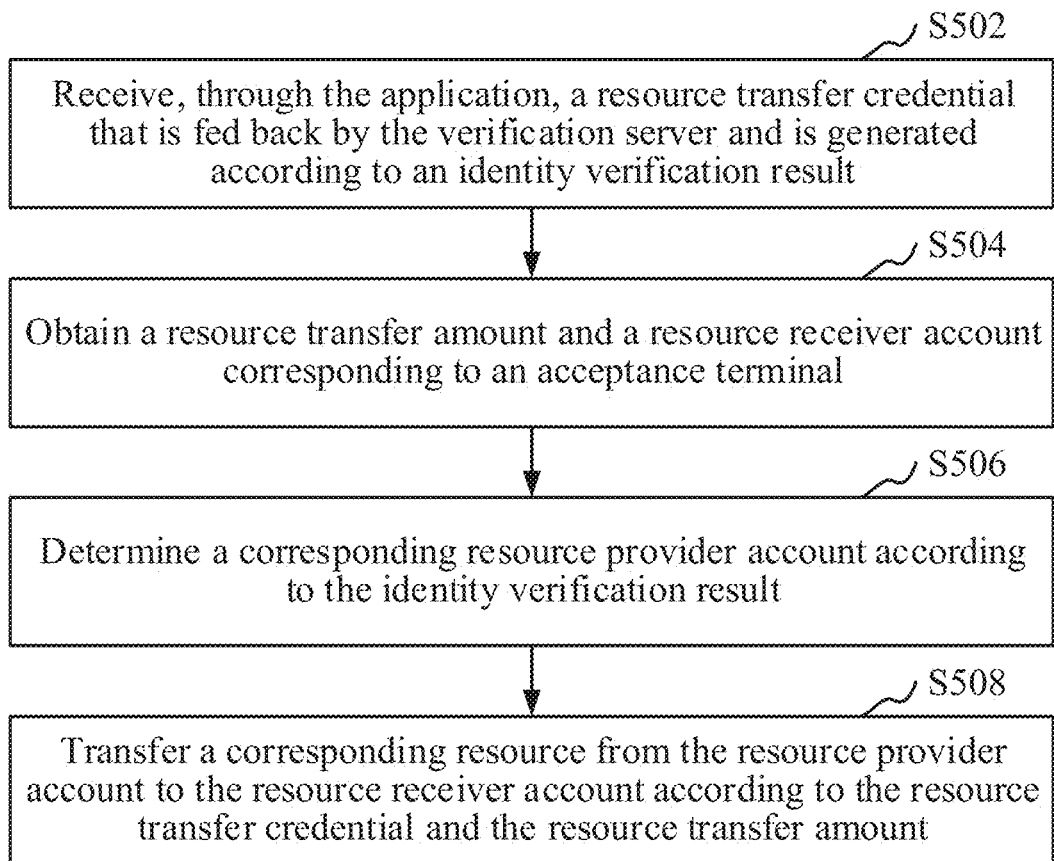 S502
Receive, through the application, a resource transfer credential
that is fed back by the verification server and is generated
according to an identity verification result
S504
Obtain a resource transfer amount and a resource receiver account
corresponding to an acceptance terminal
S506
Determine a corresponding resource provider account according
to the identity verification result
S508
Transfer a corresponding resource from the resource provider
account to the resource receiver account according to the resource
transfer credential and the resource transfer amount